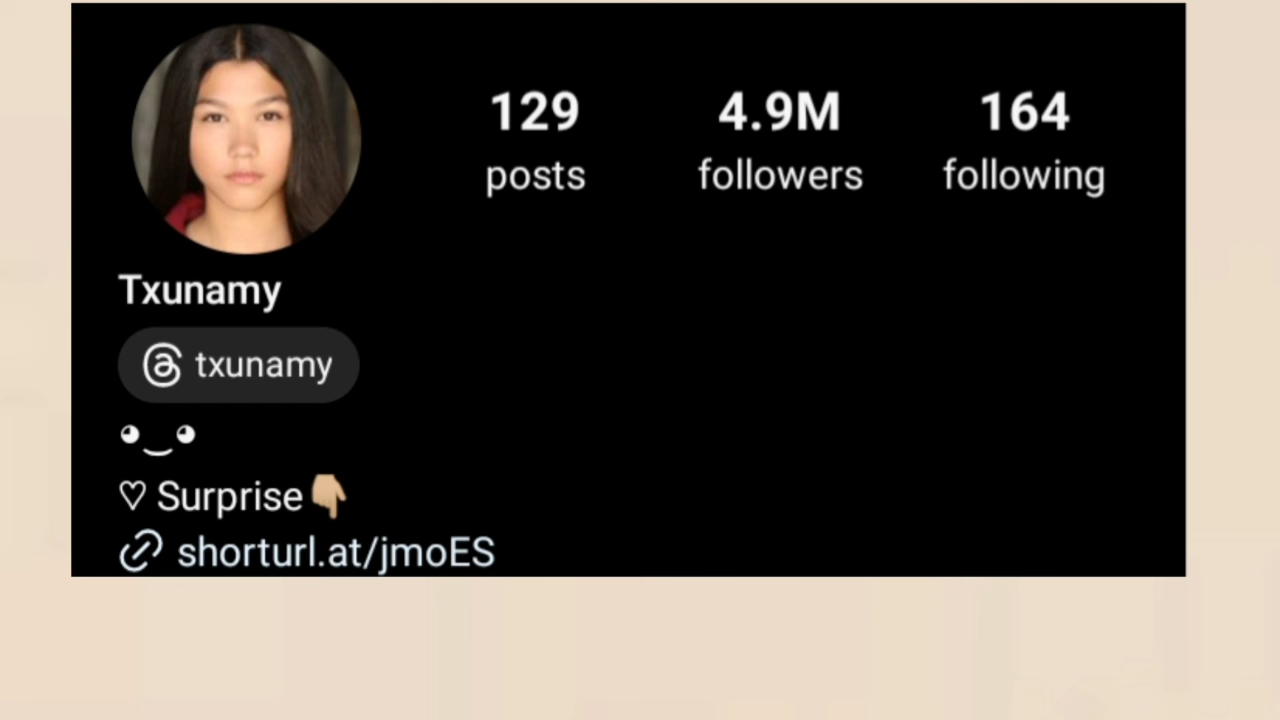 129 4.9M 164
posts followers following
Txunamy
txunamy
◕‿◕
♡ Surprise👇🏼
shorturl.at/jmoES